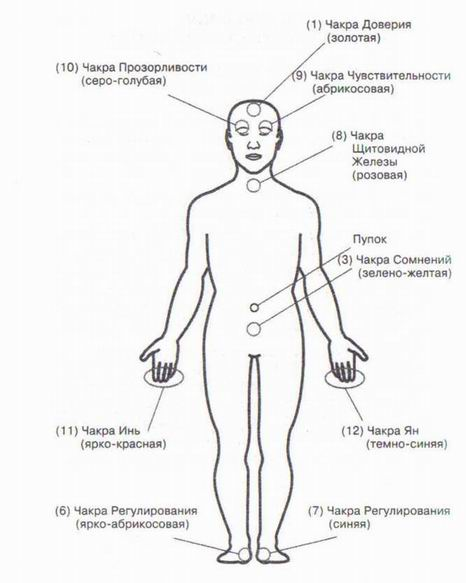 (1) Чакра Доверия
(золотая)
(10) Чакра Прозорливости
(серо-голубая)
(9) Чакра Чувствительности
(абрикосовая)
(8) Чакра
Щитовидной
Железы
(розовая)
Пупок
(3) Чакра Сомнений
(зелено-желтая)
(11) Чакра Инь
(ярко-красная)
(12) Чакра Ян
(темно-синяя)
(6) Чакра Регулирования
(ярко-абрикосовая)
(7) Чакра Регулирования
(синяя)